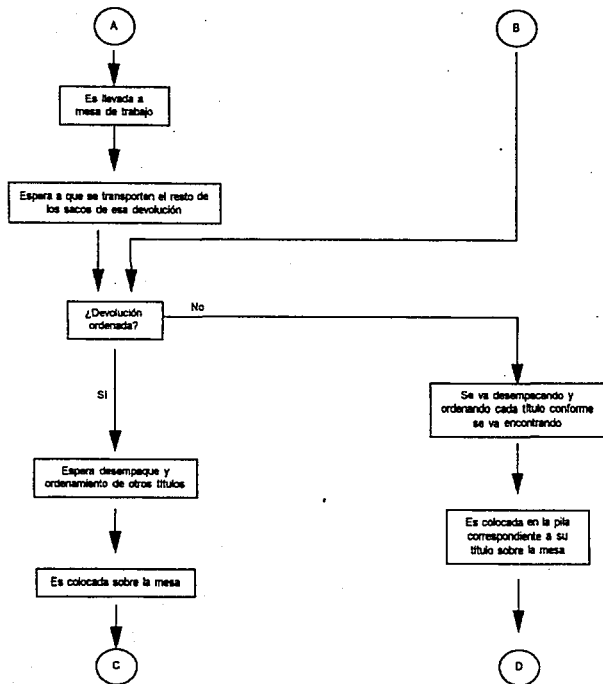 A
B
Es llevada a
mesa de trabajo
Espera a que se transporten el resto de
los sacos de esa devolución
¿Devolución
ordenada?
No
Sí
Se va desempacando y
ordenando cada título conforme
se va encontrando
Espera desempaque y
ordenamiento de otros títulos
Es colocada en la pila
correspondiente a su
título sobre la mesa
Es colocada sobre la mesa
C
D